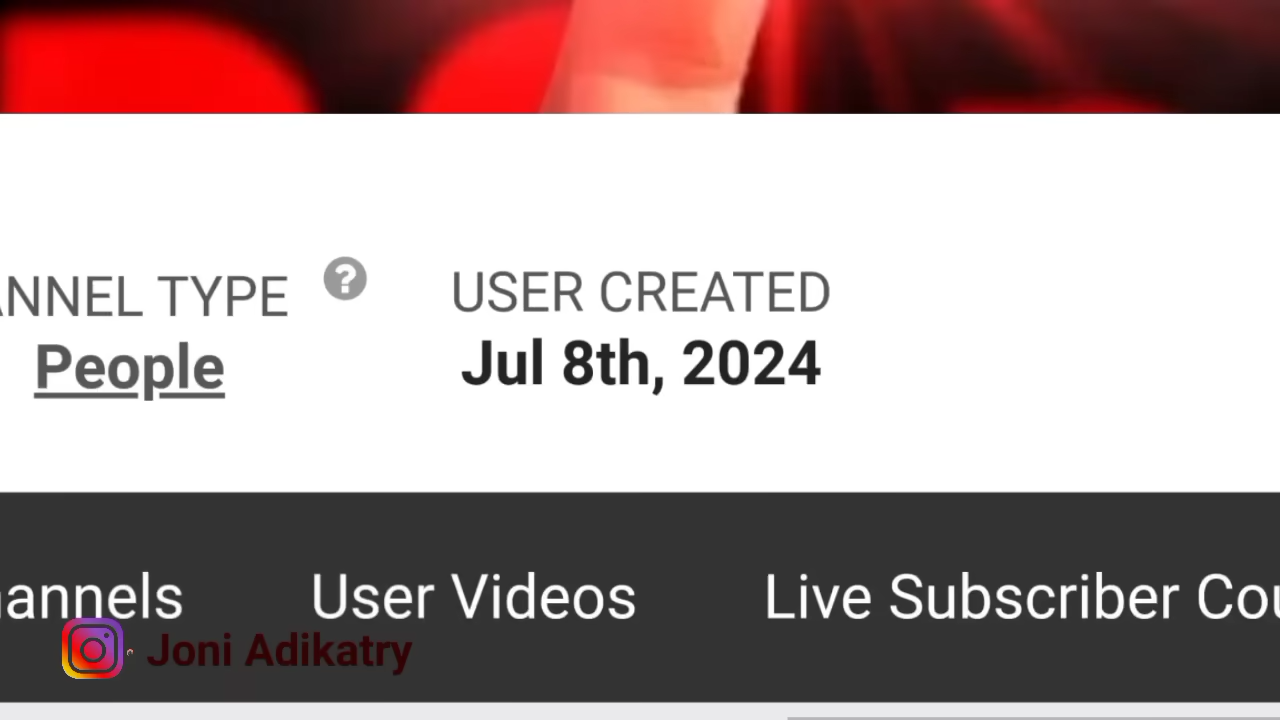 ANNEL TYPE ?
USER CREATED
People
Jul 8th, 2024
annels
User Videos
Live Subscriber Cou
Joni Adikatry